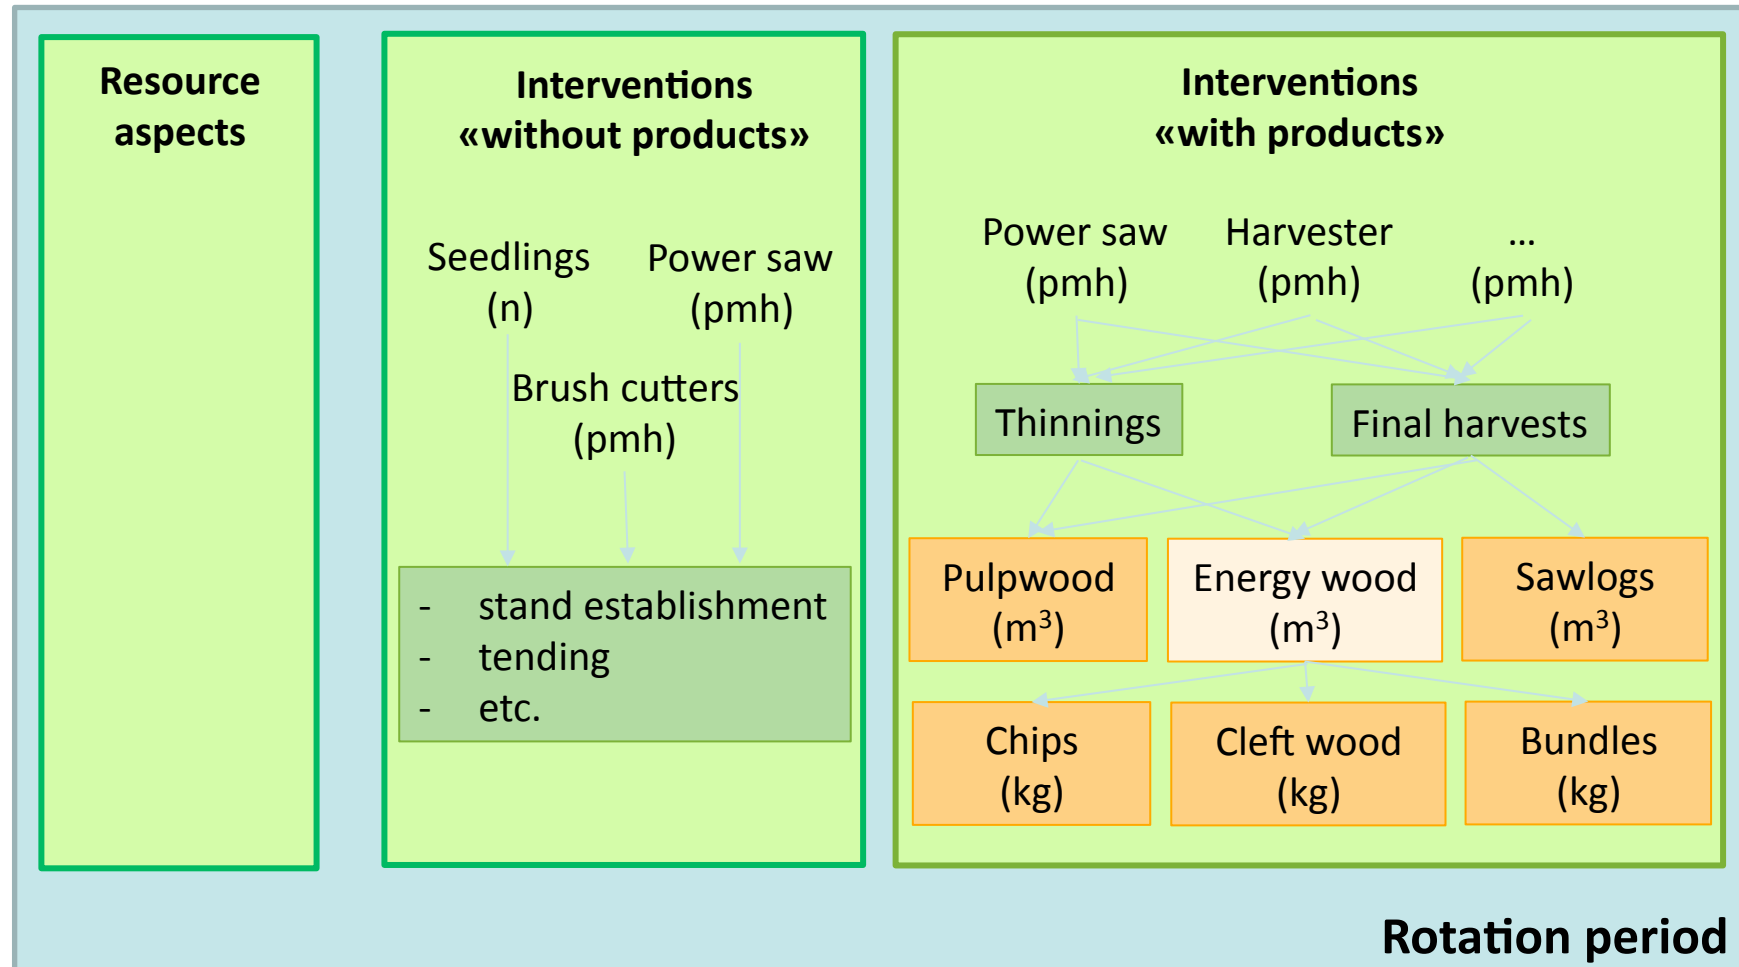 Resource
aspects
Interventions
«without products»
Seedlings
(n)
Power saw
(pmh)
Brush cutters
(pmh)
- stand establishment
- tending
- etc.
Interventions
«with products»
Power saw
(pmh)
Harvester
(pmh)
...
(pmh)
Thinnings
Final harvests
Pulpwood
(m³)
Energy wood
(m³)
Sawlogs
(m³)
Chips
(kg)
Cleft wood
(kg)
Bundles
(kg)
Rotation period